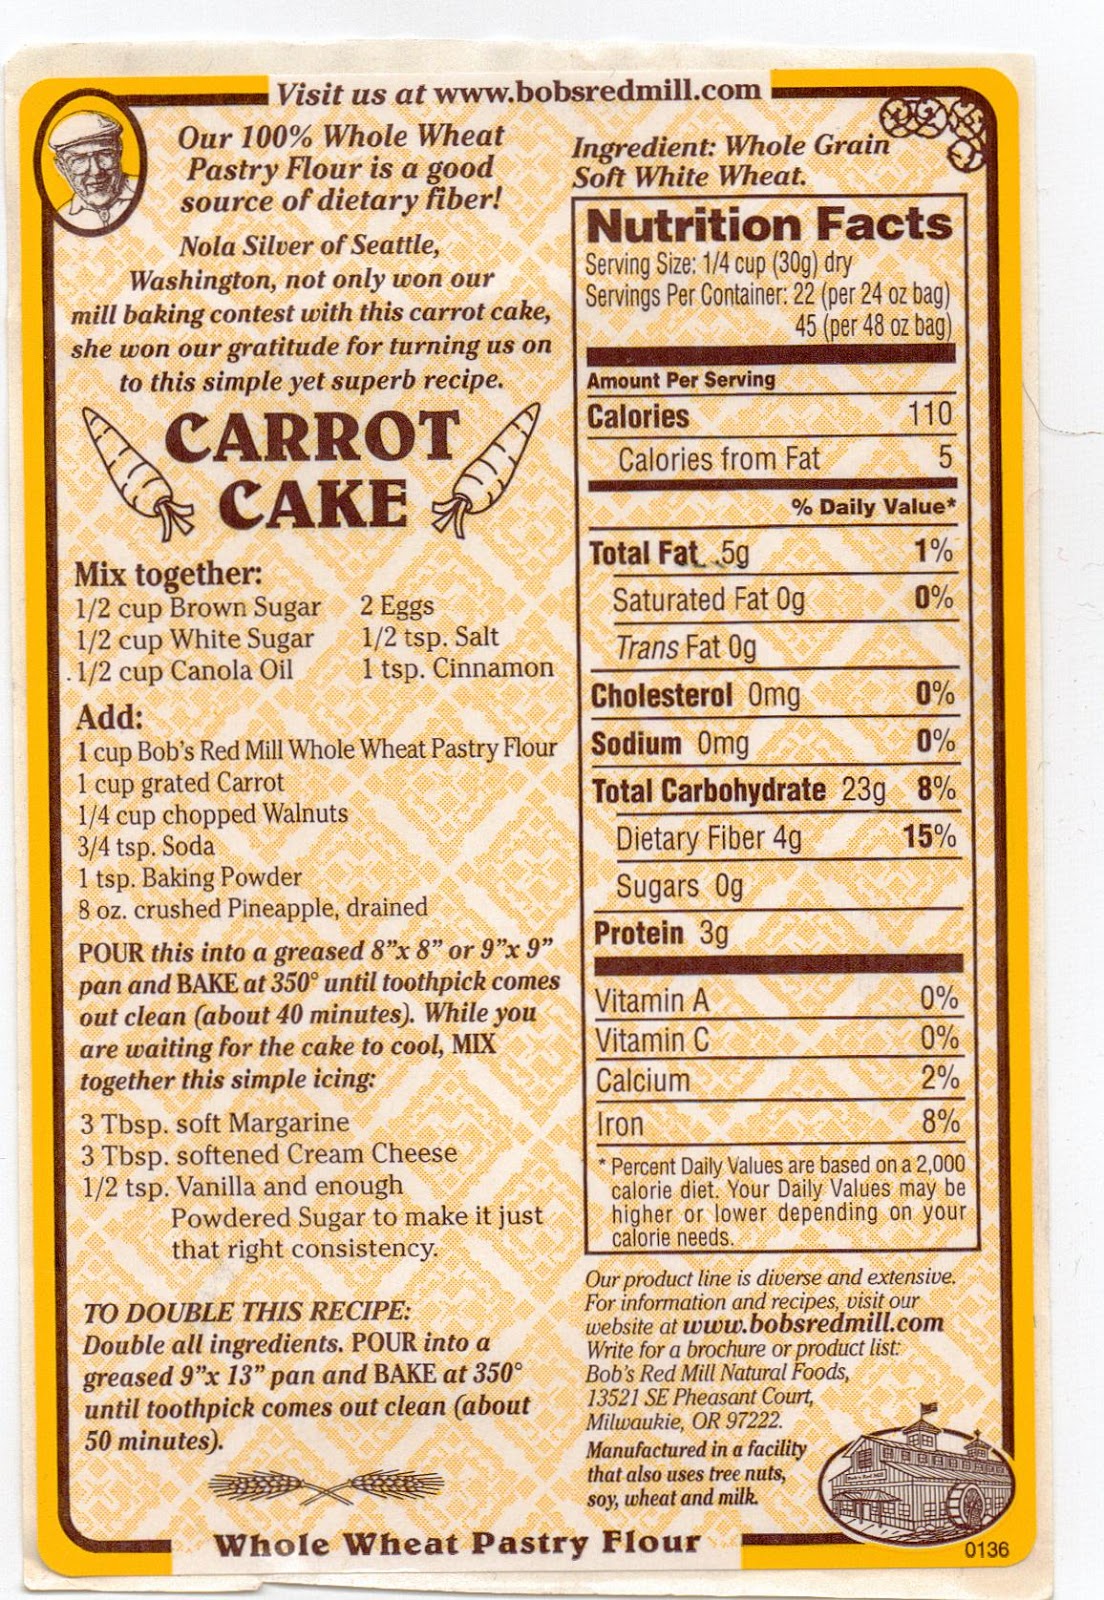 Visit us at www.bobsredmill.com
Our 100% Whole Wheat
Pastry Flour is a good
source of dietary fiber!
Nola Silver of Seattle,
Washington, not only won our
mill baking contest with this carrot cake,
she won our gratitude for turning us on
to this simple yet superb recipe.
CARROT
CAKE
Mix together:
1/2 cup Brown Sugar 2 Eggs
1/2 cup White Sugar 1/2 tsp. Salt
1/2 cup Canola Oil 1 tsp. Cinnamon
Add:
1 cup Bob's Red Mill Whole Wheat Pastry Flour
1 cup grated Carrot
1/4 cup chopped Walnuts
3/4 tsp. Soda
1 tsp. Baking Powder
8 oz. crushed Pineapple, drained
POUR this into a greased 8"x 8" or 9"x 9"
pan and BAKE at 350° until toothpick comes
out clean (about 40 minutes). While you
are waiting for the cake to cool, MIX
together this simple icing:
3 Tbsp. soft Margarine
3 Tbsp. softened Cream Cheese
1/2 tsp. Vanilla and enough
Powdered Sugar to make it just
that right consistency.
TO DOUBLE THIS RECIPE:
Double all ingredients. POUR into a
greased 9"x 13" pan and BAKE at 350°
until toothpick comes out clean (about
50 minutes).
Ingredient: Whole Grain
Soft White Wheat.
Nutrition Facts
Serving Size: 1/4 cup (30g) dry
Servings Per Container: 22 (per 24 oz bag)
45 (per 48 oz bag)
Amount Per Serving
Calories 110
Calories from Fat 5
% Daily Value*
Total Fat .5g 1%
Saturated Fat 0g 0%
Trans Fat 0g
Cholesterol 0mg 0%
Sodium 0mg 0%
Total Carbohydrate 23g 8%
Dietary Fiber 4g 15%
Sugars 0g
Protein 3g
Vitamin A 0%
Vitamin C 0%
Calcium 2%
Iron 8%
* Percent Daily Values are based on a 2,000
calorie diet. Your Daily Values may be
higher or lower depending on your
calorie needs.
Our product line is diverse and extensive.
For information and recipes, visit our
website at www.bobsredmill.com
Write for a brochure or product list:
Bob's Red Mill Natural Foods,
13521 SE Pheasant Court,
Milwaukie, OR 97222.
Manufactured in a facility
that also uses tree nuts,
soy, wheat and milk.
Whole Wheat Pastry Flour
0136